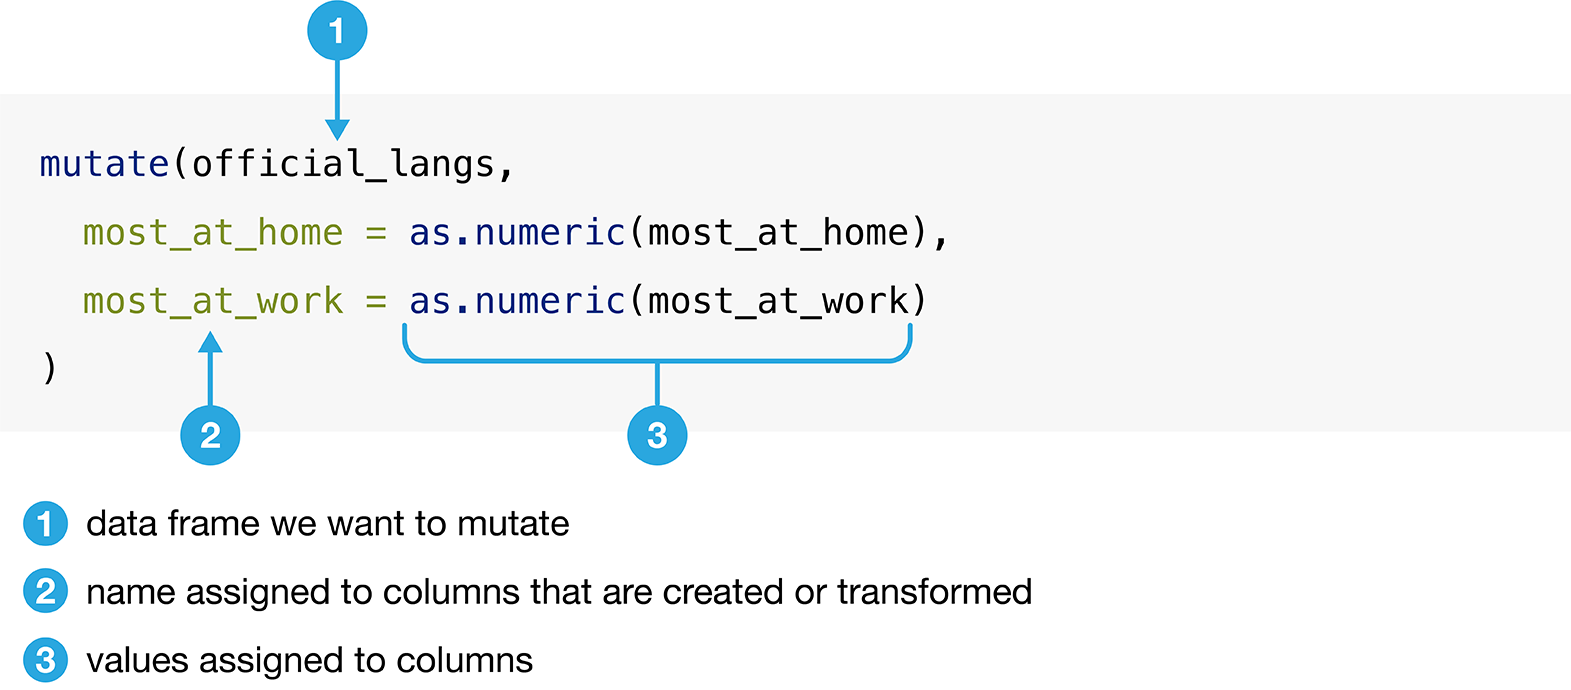 1
mutate(official_langs,
  most_at_home = as.numeric(most_at_home),
  most_at_work = as.numeric(most_at_work)
)
2 3
1 data frame we want to mutate
2 name assigned to columns that are created or transformed
3 values assigned to columns